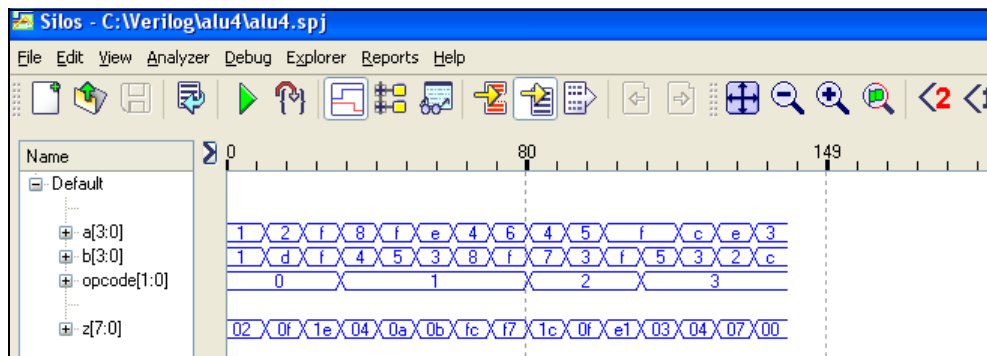 Silos - C:\Verilog\alu4\alu4.spj
File Edit View Analyzer Debug Explorer Reports Help
2
Name 0 80 149
Default
a[3:0] 1 2 f 8 f e 4 6 4 5 f c e 3
b[3:0] 1 d f 4 5 3 8 f 7 3 f 5 3 2 c
opcode[1:0] 0 1 2 3
z[7:0] 02 0f 1e 04 0a 0b fc f7 1c 0f e1 03 04 07 00